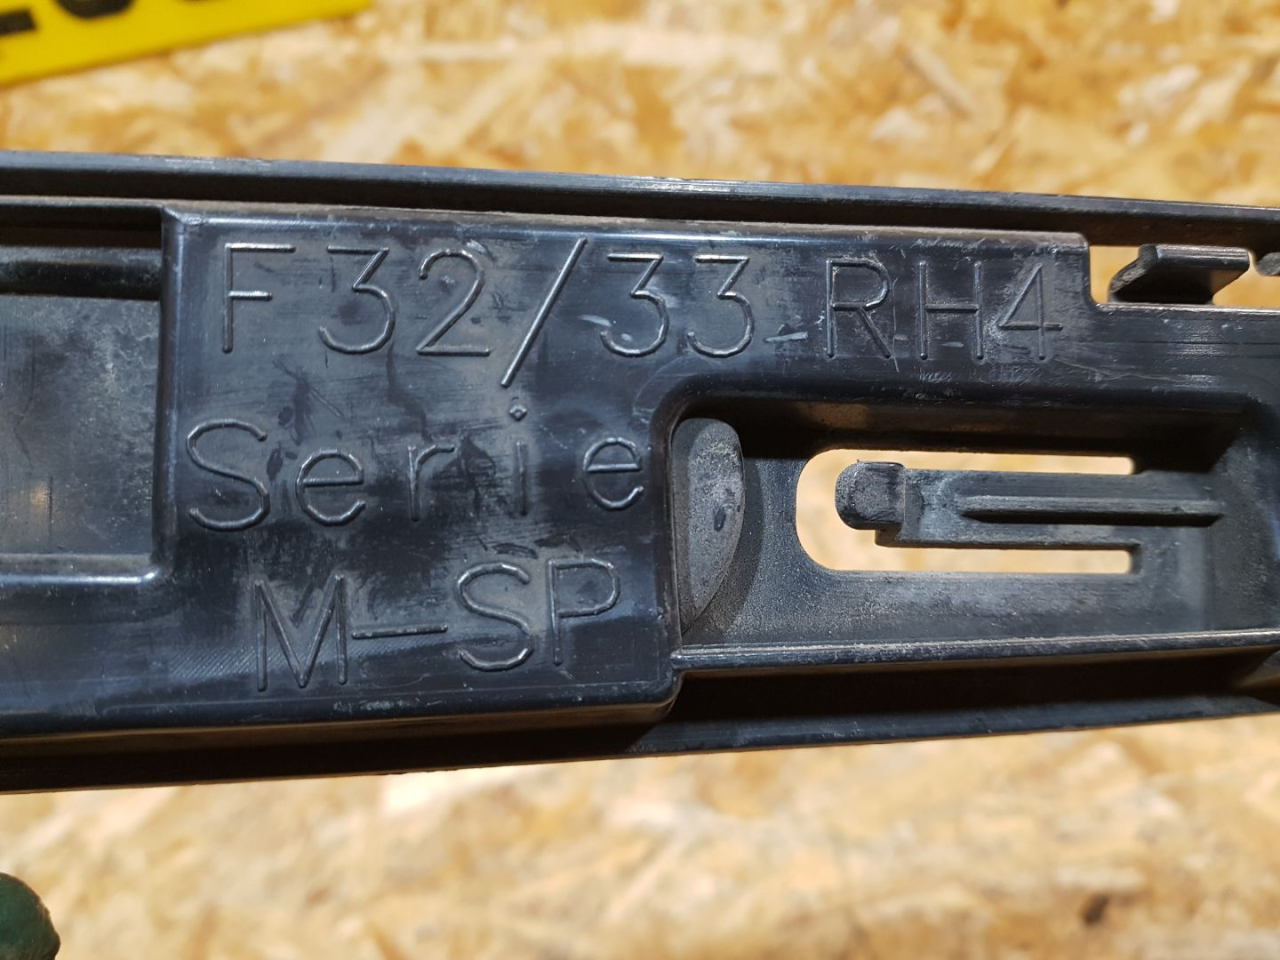 F32/33 RH4
Serie
M-SP